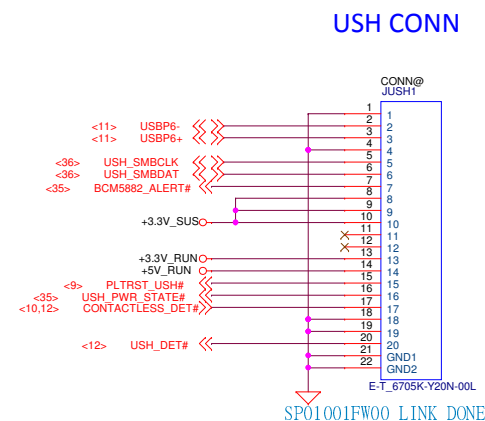 USH CONN
CONN@
JUSH1
1 1
<11> USBP6- 2 2
<11> USBP6+ 3 3
4 4
<36> USH_SMBCLK 5 5
<36> USH_SMBDAT 6 6
<35> BCM5882_ALERT# 7 7
8 8
9 9
+3.3V_SUS 10 10
11 11
12 12
+3.3V_RUN 13 13
+5V_RUN 14 14
<9> PLTRST_USH# 15 15
<35> USH_PWR_STATE# 16 16
<10,12> CONTACTLESS_DET# 17 17
18 18
19 19
<12> USH_DET# 20 20
21 GND1
22 GND2
E-T_6705K-Y20N-00L
SP01001FW00 LINK DONE